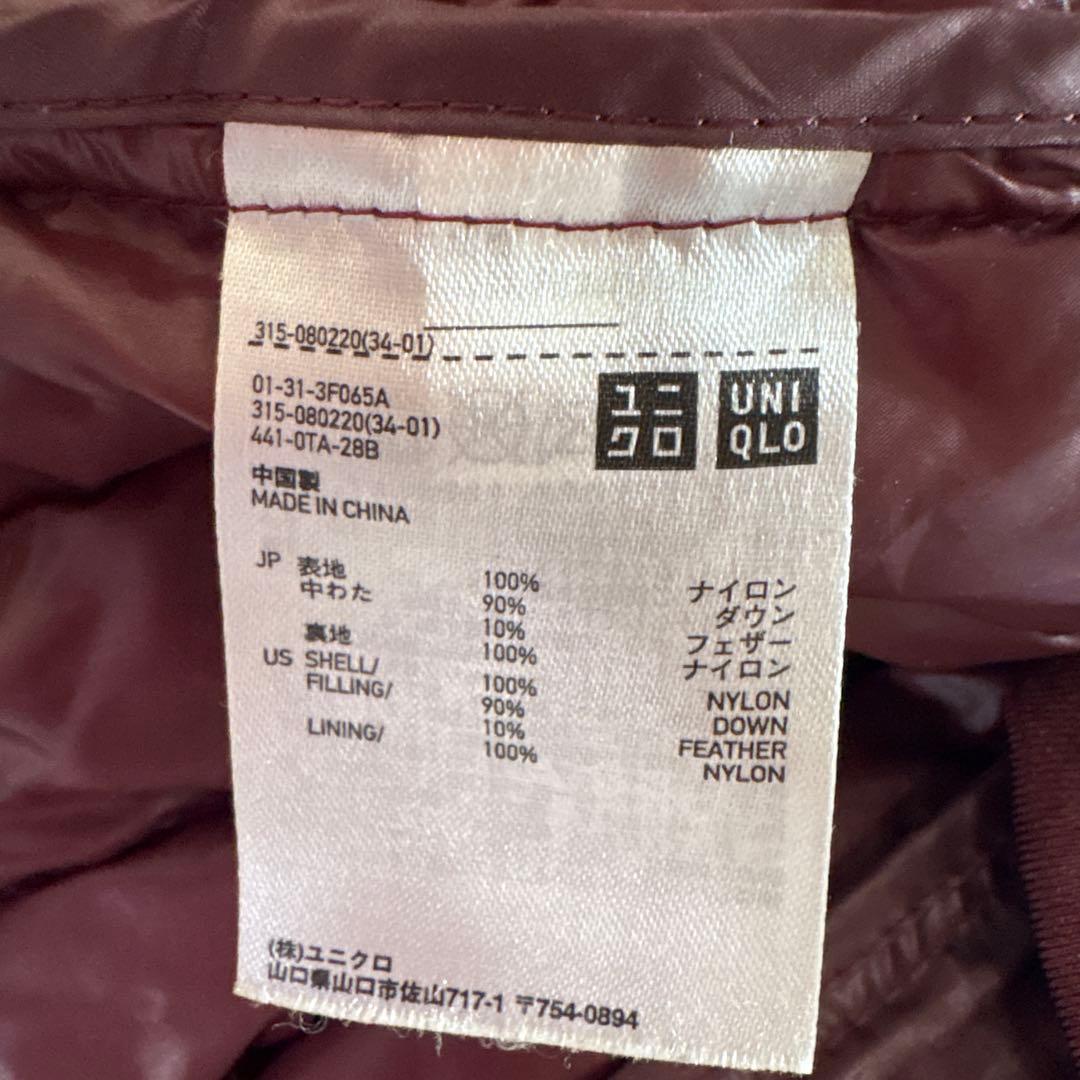 315-080220(34-01)
01-31-3F065A
315-080220(34-01)
441-0TA-28B
ユニ
クロ
UNI
QLO
中国製
MADE IN CHINA
JP 表地 100% ナイロン
中わた 90% ダウン
10% フェザー
裏地 100% ナイロン
US SHELL/ 100% NYLON
FILLING/ 90% DOWN
10% FEATHER
LINING/ 100% NYLON
(株)ユニクロ
山口県山口市佐山717-1 〒754-0894